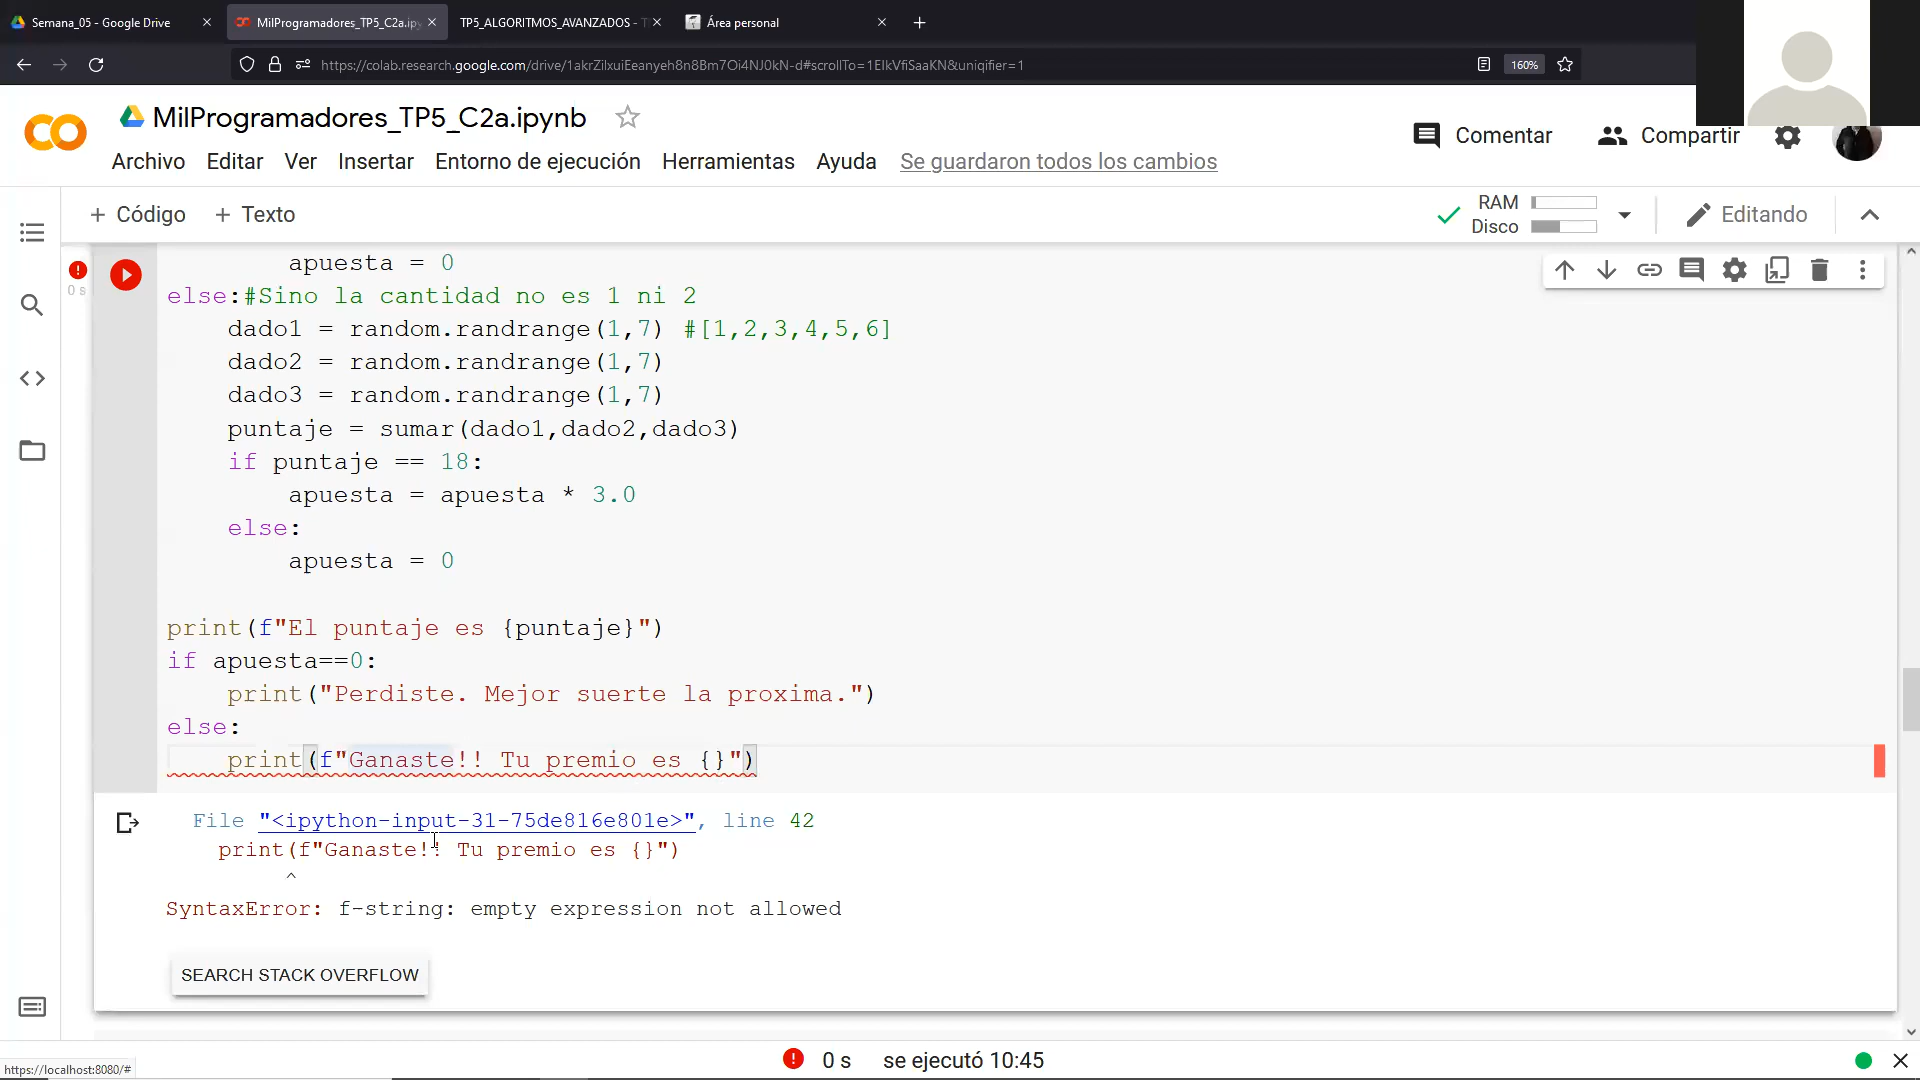 Semana_05 - Google Drive
MilProgramadores_TP5_C2a.ipy
TP5_ALGORITMOS_AVANZADOS -
Área personal
https://colab.research.google.com/drive/1akrZilxuiEeanyeh8n8Bm7Oi4NJ0kN-d#scrollTo=1EIkVfiSaaKN&uniqifier=1
160%
MilProgramadores_TP5_C2a.ipynb
Comentar
Compartir
Archivo Editar Ver Insertar Entorno de ejecución Herramientas Ayuda Se guardaron todos los cambios
+ Código + Texto
RAM
Disco
Editando
0 s
apuesta = 0
else:#Sino la cantidad no es 1 ni 2
dado1 = random.randrange(1,7) #[1,2,3,4,5,6]
dado2 = random.randrange(1,7)
dado3 = random.randrange(1,7)
puntaje = sumar(dado1,dado2,dado3)
if puntaje == 18:
apuesta = apuesta * 3.0
else:
apuesta = 0
print(f"El puntaje es {puntaje}")
if apuesta==0:
print("Perdiste. Mejor suerte la proxima.")
else:
print(f"Ganaste!! Tu premio es {}")
File "<ipython-input-31-75de816e801e>", line 42
print(f"Ganaste!! Tu premio es {}")
^
SyntaxError: f-string: empty expression not allowed
SEARCH STACK OVERFLOW
https://localhost:8080/#
0 s se ejecutó 10:45